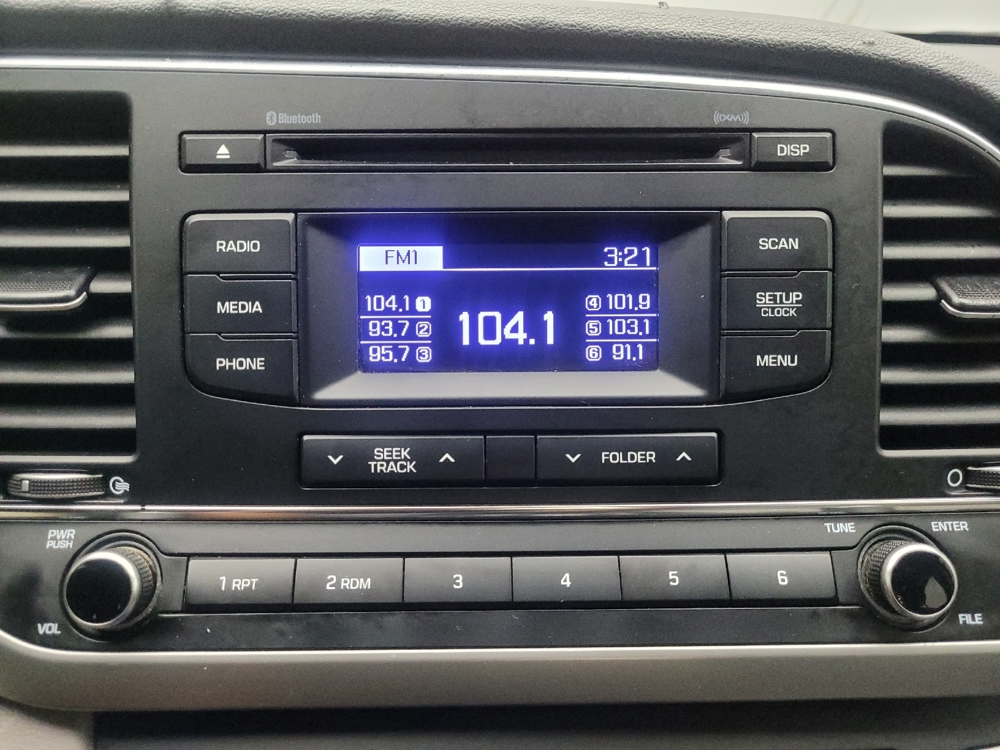 Bluetooth
((XM))
DISP
RADIO
MEDIA
PHONE
FM1 3:21
104.1 1
93.7 2
95.7 3
104.1
4 101.9
5 103.1
6 91.1
SCAN
SETUP
CLOCK
MENU
SEEK
TRACK
FOLDER
PWR
PUSH
VOL
1 RPT
2 RDM
3
4
5
6
TUNE
ENTER
FILE